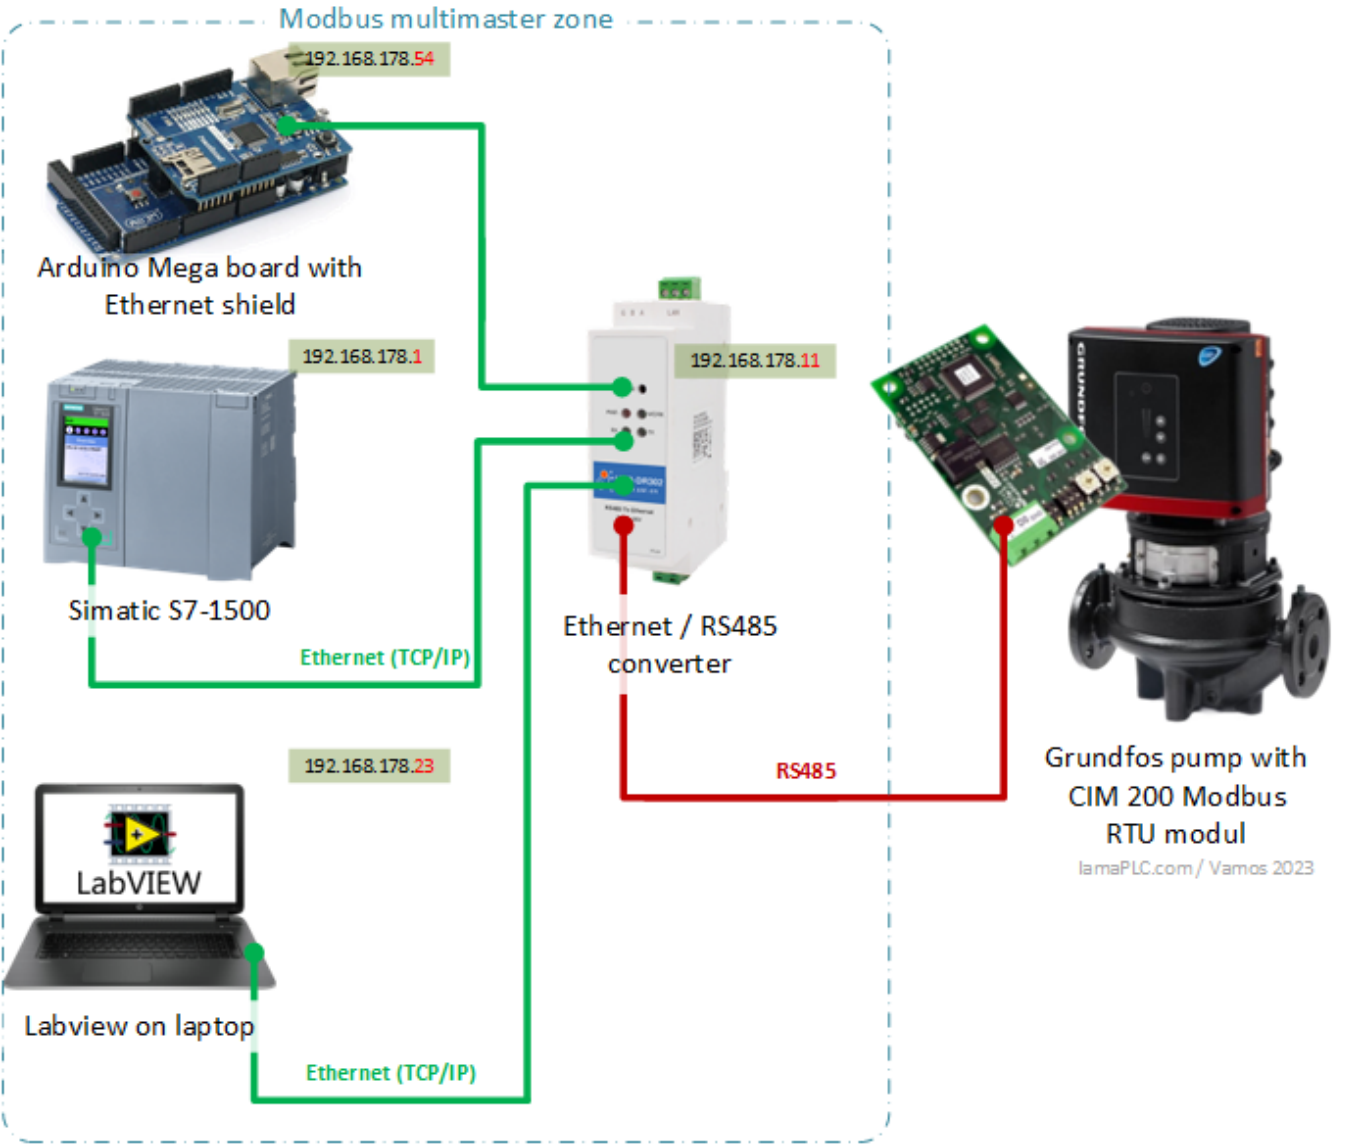 Modbus multimaster zone
192.168.178.54
Arduino Mega board with
Ethernet shield
192.168.178.1
Simatic S7-1500
Ethernet (TCP/IP)
192.168.178.11
Ethernet / RS485
converter
GRUNDF
RS485
Grundfos pump with
CIM 200 Modbus
RTU modul
IamaPLC.com / Vamos 2023
192.168.178.23
LabVIEW
Labview on laptop
Ethernet (TCP/IP)